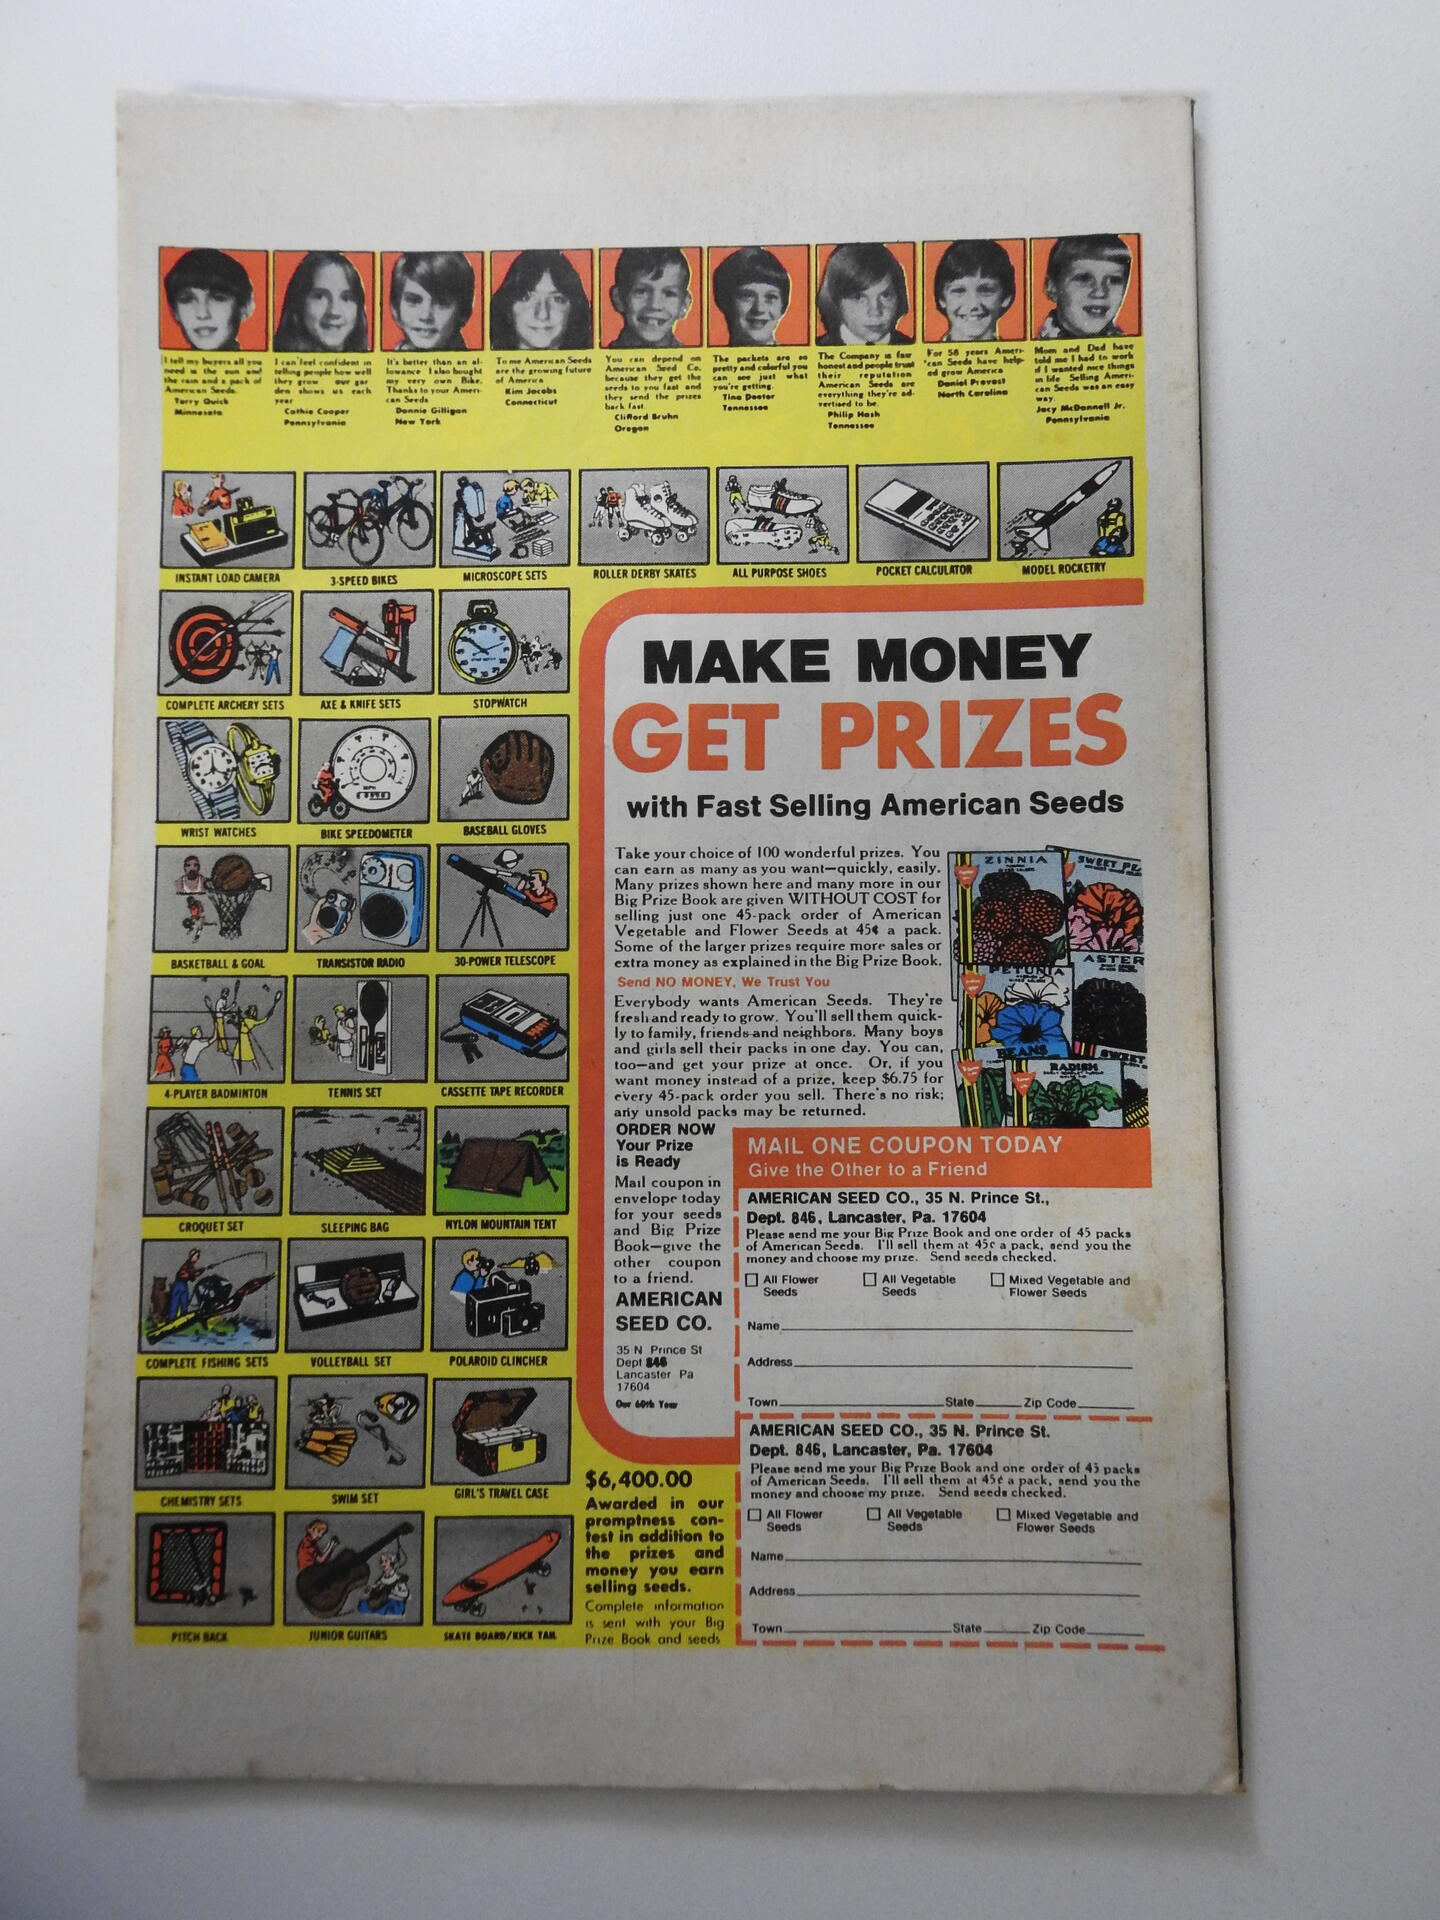 I tell my buyers all you
need is the sun and
the rain and a pack of
American Seeds.
Terry Quick
Minnesota
I can feel confident in
telling people how well
they grow our gar
den shows us each
year
Cathie Cooper
Pennsylvania
It's better than an al-
lowance I also bought
my very own Bike.
Thanks to your Ameri-
can Seeds
Donnie Gilligan
New York
To me American Seeds
are the growing future
of America
Kim Jacobs
Connecticut
You can depend on
American Seed Co.
because they get the
seeds to you fast and
they send the prizes
back fast.
Clifford Bruhn
Oregon
The packets are so
pretty and colorful you
can see just what
you're getting.
Tina Deeter
Tennessee
The Company is fair
honest and people trust
their reputation
American Seeds are
everything they're ad-
vertised to be.
Philip Hash
Tennessee
For 58 years Ameri-
can Seeds have help-
ed grow America
Daniel Provost
North Carolina
Mom and Dad have
told me I had to work
if I wanted nice things
in life Selling Ameri-
can Seeds was an easy
way.
Jacy McDannell Jr.
Pennsylvania
INSTANT LOAD CAMERA
3-SPEED BIKES
MICROSCOPE SETS
ROLLER DERBY SKATES
ALL PURPOSE SHOES
POCKET CALCULATOR
MODEL ROCKETRY
COMPLETE ARCHERY SETS
AXE & KNIFE SETS
STOPWATCH
WRIST WATCHES
BIKE SPEEDOMETER
BASEBALL GLOVES
BASKETBALL & GOAL
TRANSISTOR RADIO
30-POWER TELESCOPE
4-PLAYER BADMINTON
TENNIS SET
CASSETTE TAPE RECORDER
CROQUET SET
SLEEPING BAG
NYLON MOUNTAIN TENT
COMPLETE FISHING SETS
VOLLEYBALL SET
POLAROID CLINCHER
CHEMISTRY SETS
SWIM SET
GIRL'S TRAVEL CASE
PITCH BACK
JUNIOR GUITARS
SKATE BOARD/KICK TAIL
MAKE MONEY
GET PRIZES
with Fast Selling American Seeds
Take your choice of 100 wonderful prizes. You
can earn as many as you want—quickly, easily.
Many prizes shown here and many more in our
Big Prize Book are given WITHOUT COST for
selling just one 45-pack order of American
Vegetable and Flower Seeds at 45¢ a pack.
Some of the larger prizes require more sales or
extra money as explained in the Big Prize Book.
Send NO MONEY, We Trust You
Everybody wants American Seeds. They're
fresh and ready to grow. You'll sell them quick-
ly to family, friends and neighbors. Many boys
and girls sell their packs in one day. You can,
too—and get your prize at once. Or, if you
want money instead of a prize, keep $6.75 for
every 45-pack order you sell. There's no risk;
any unsold packs may be returned.
ZINNIA
SWEET PE
ASTER
PETUNIA
BEANS
RADISH
SWEET
ORDER NOW
Your Prize
is Ready
Mail coupon in
envelope today
for your seeds
and Big Prize
Book—give the
other coupon
to a friend.
AMERICAN
SEED CO.
35 N Prince St
Dept 846
Lancaster Pa
17604
Our 60th Year
MAIL ONE COUPON TODAY
Give the Other to a Friend
AMERICAN SEED CO., 35 N. Prince St.,
Dept. 846, Lancaster, Pa. 17604
Please send me your Big Prize Book and one order of 45 packs
of American Seeds. I'll sell them at 45¢ a pack, send you the
money and choose my prize. Send seeds checked.
All Flower Seeds
All Vegetable Seeds
Mixed Vegetable and Flower Seeds
Name
Address
Town State Zip Code
AMERICAN SEED CO., 35 N. Prince St.
Dept. 846, Lancaster, Pa. 17604
Please send me your Big Prize Book and one order of 45 packs
of American Seeds. I'll sell them at 45¢ a pack, send you the
money and choose my prize. Send seeds checked.
All Flower Seeds
All Vegetable Seeds
Mixed Vegetable and Flower Seeds
Name
Address
Town State Zip Code
$6,400.00
Awarded in our
promptness con-
test in addition to
the prizes and
money you earn
selling seeds.
Complete information
is sent with your Big
Prize Book and seeds